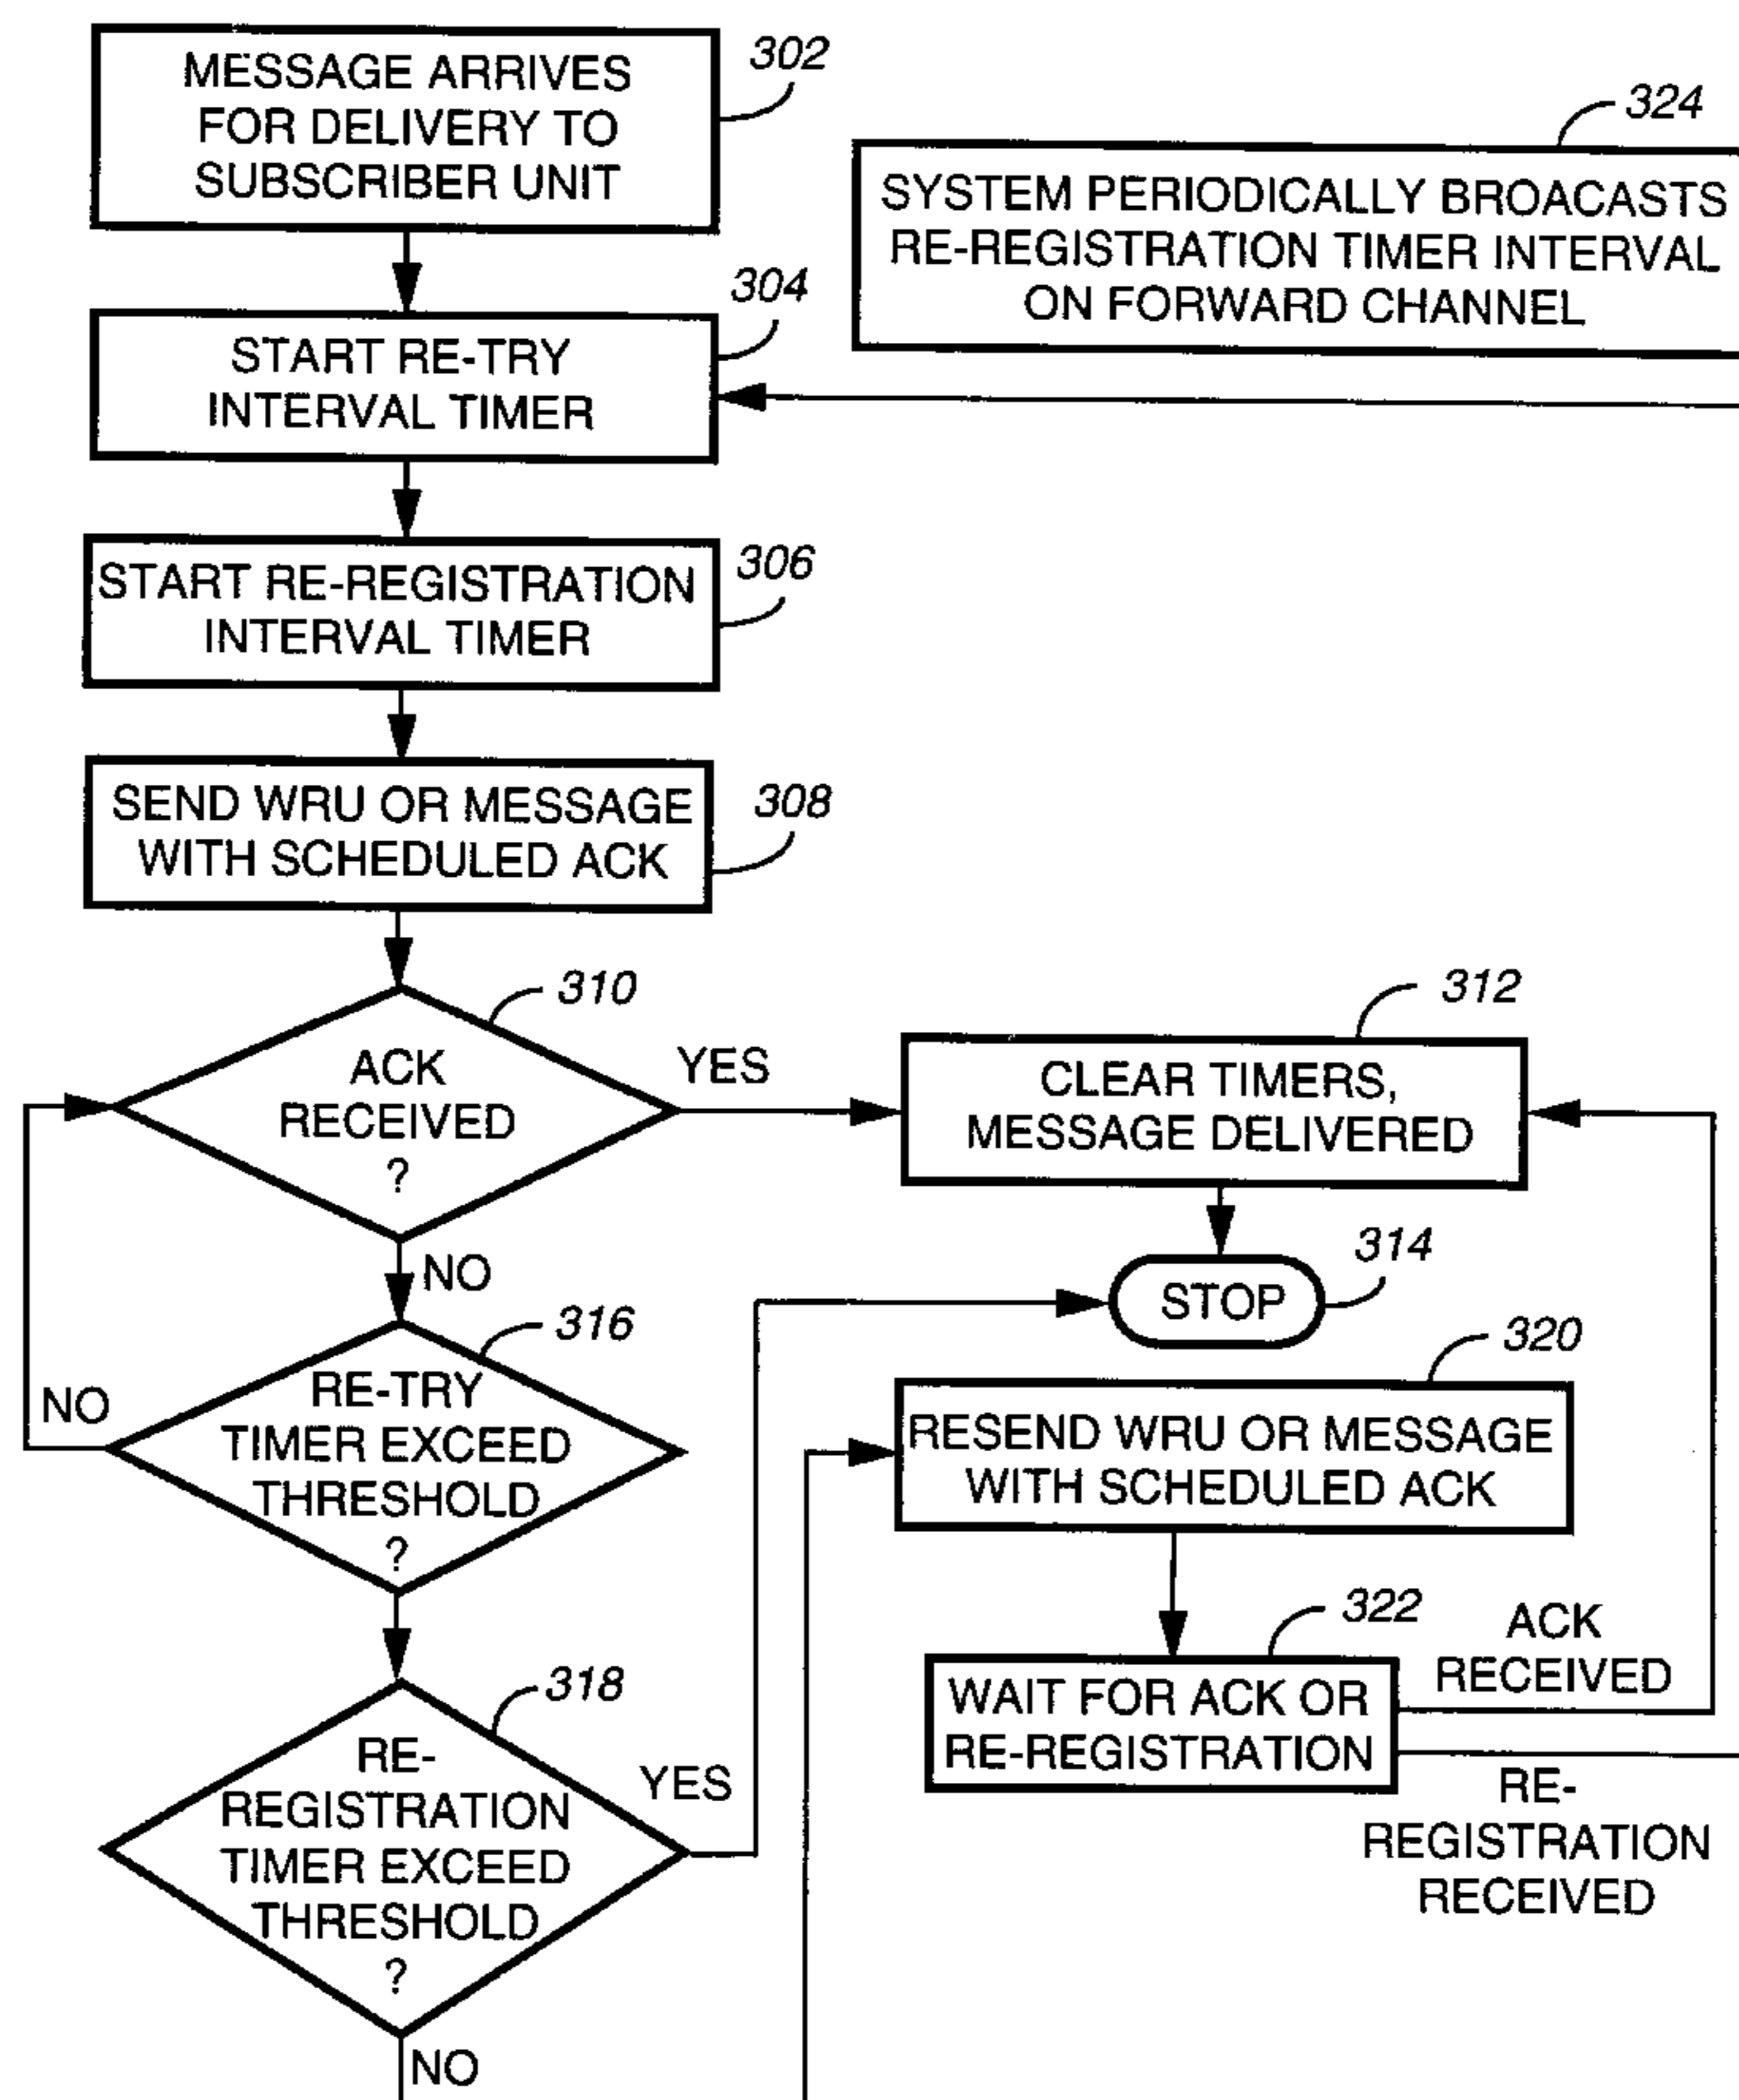 302
MESSAGE ARRIVES
FOR DELIVERY TO
SUBSCRIBER UNIT
324
SYSTEM PERIODICALLY BROACASTS
RE-REGISTRATION TIMER INTERVAL
ON FORWARD CHANNEL
304
START RE-TRY
INTERVAL TIMER
306
START RE-REGISTRATION
INTERVAL TIMER
308
SEND WRU OR MESSAGE
WITH SCHEDULED ACK
310
ACK
RECEIVED
?
YES
NO
312
CLEAR TIMERS,
MESSAGE DELIVERED
314
STOP
316
RE-TRY
TIMER EXCEED
THRESHOLD
?
NO
320
RESEND WRU OR MESSAGE
WITH SCHEDULED ACK
322
WAIT FOR ACK OR
RE-REGISTRATION
ACK
RECEIVED
RE-
REGISTRATION
RECEIVED
318
RE-
REGISTRATION
TIMER EXCEED
THRESHOLD
?
YES
NO